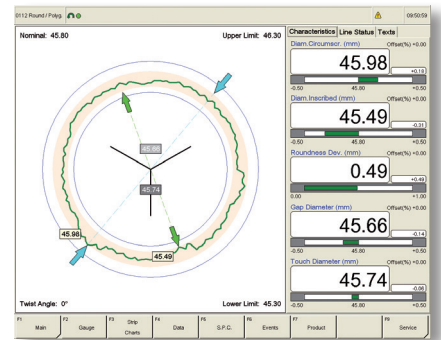 0112 Round / Polyg
09:50:59
Nominal: 45.80
Upper Limit: 46.30
45.66
45.74
45.98
45.49
Twist Angle: 0°
Lower Limit: 45.30
Characteristics Line Status Texts
Diam.Circumscr. (mm) Offset(%) +0.00
45.98
+0.18
-0.50 45.80 +0.50
Diam.Inscribed (mm) Offset(%) +0.00
45.49
-0.31
-0.50 45.80 +0.50
Roundness Dev. (mm) Offset(%) +0.00
0.49
+0.49
0.00 +1.00
Gap Diameter (mm) Offset(%) +0.00
45.66
-0.14
-0.50 45.80 +0.50
Touch Diameter (mm) Offset(%) +0.00
45.74
-0.06
-0.50 45.80 +0.50
F1 Main
F2 Gauge
F3 Strip Charts
F4 Data
F5 S.P.C.
F6 Events
F7 Product
F9 Service